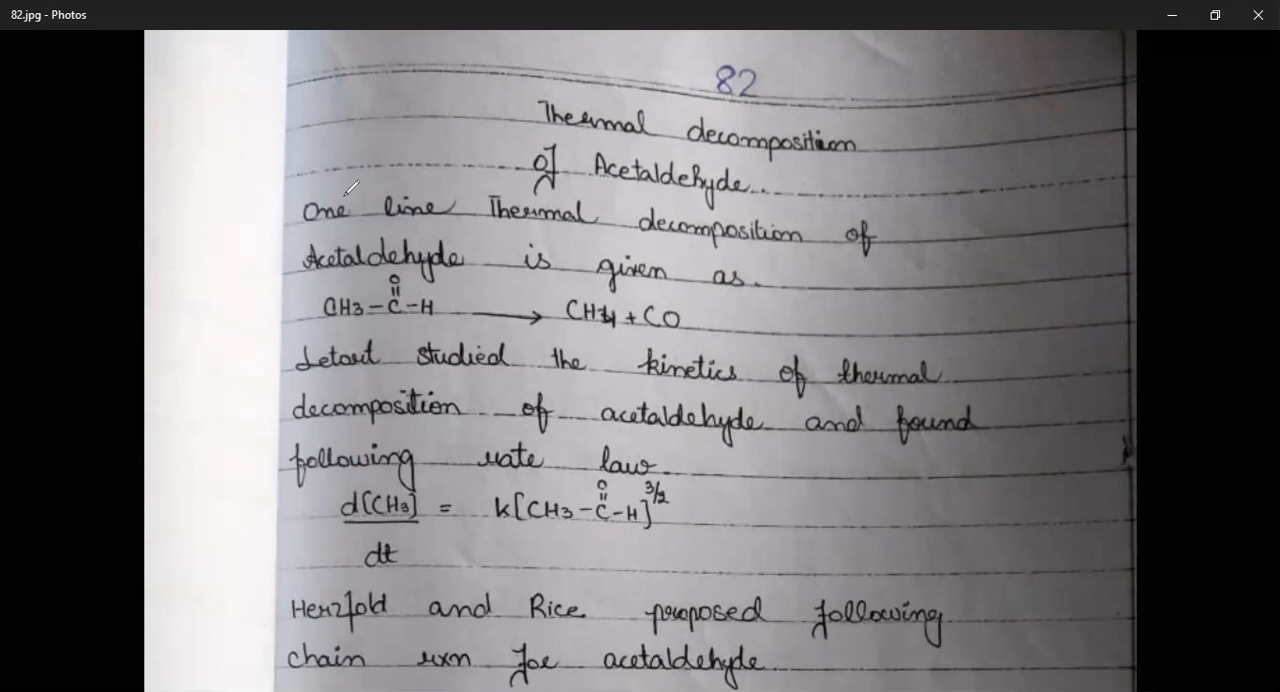 82.jpg - Photos
82
Thermal decomposition
of Acetaldehyde..
One line Thermal decomposition of
Acetaldehyde is given as.
CH3-C-H → CH4 + CO
O
Letort studied the kinetics of thermal
decomposition of acetaldehyde and found
following rate law.
d[CH3] = k[CH3-C-H]3/2
O
dt
Herzfold and Rice proposed following
chain rxn for acetaldehyde